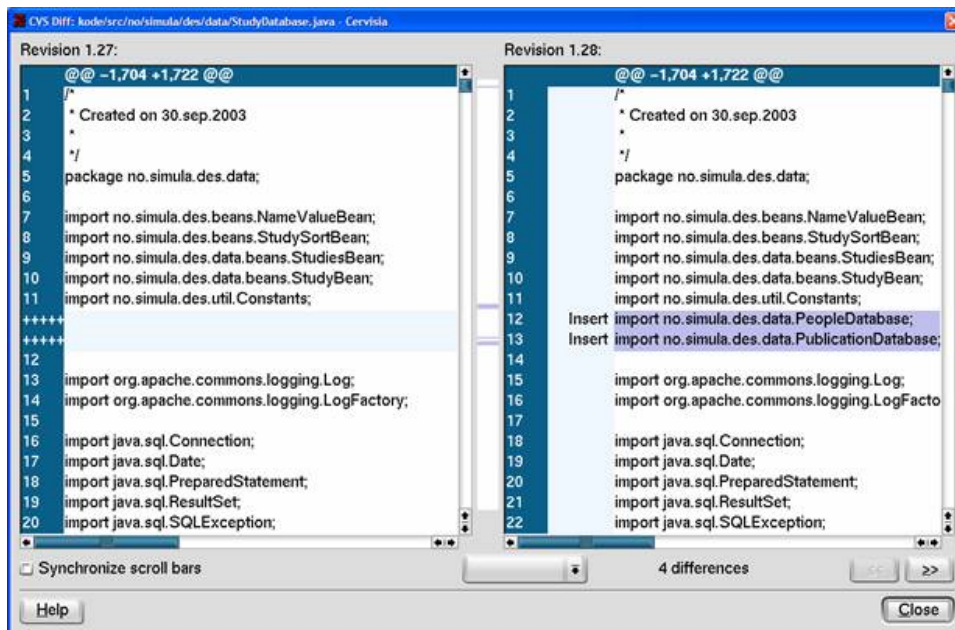 CVS Diff: kode/src/no/simula/des/data/StudyDatabase.java - Cervisia
Revision 1.27:
@@ -1,704 +1,722 @@
1 /*
2 * Created on 30.sep.2003
3 *
4 */
5 package no.simula.des.data;
6
7 import no.simula.des.beans.NameValueBean;
8 import no.simula.des.beans.StudySortBean;
9 import no.simula.des.data.beans.StudiesBean;
10 import no.simula.des.data.beans.StudyBean;
11 import no.simula.des.util.Constants;
+++++
+++++
12
13 import org.apache.commons.logging.Log;
14 import org.apache.commons.logging.LogFactory;
15
16 import java.sql.Connection;
17 import java.sql.Date;
18 import java.sql.PreparedStatement;
19 import java.sql.ResultSet;
20 import java.sql.SQLException;
Revision 1.28:
@@ -1,704 +1,722 @@
1 /*
2 * Created on 30.sep.2003
3 *
4 */
5 package no.simula.des.data;
6
7 import no.simula.des.beans.NameValueBean;
8 import no.simula.des.beans.StudySortBean;
9 import no.simula.des.data.beans.StudiesBean;
10 import no.simula.des.data.beans.StudyBean;
11 import no.simula.des.util.Constants;
12 Insert import no.simula.des.data.PeopleDatabase;
13 Insert import no.simula.des.data.PublicationDatabase;
14
15 import org.apache.commons.logging.Log;
16 import org.apache.commons.logging.LogFacto
17
18 import java.sql.Connection;
19 import java.sql.Date;
20 import java.sql.PreparedStatement;
21 import java.sql.ResultSet;
22 import java.sql.SQLException;
Synchronize scroll bars
4 differences
<<
>>
Help
Close